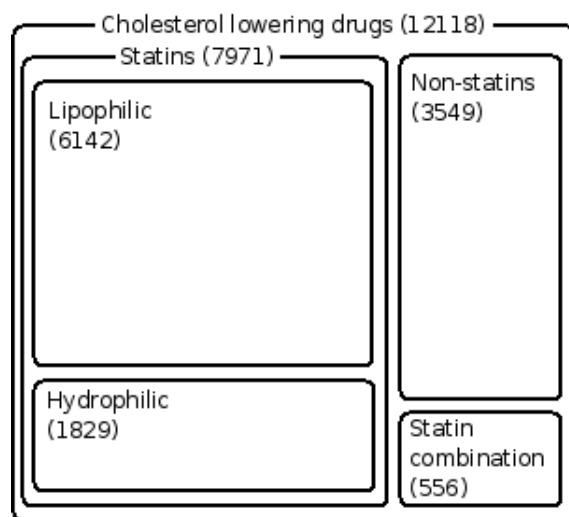 Cholesterol lowering drugs (12118)
Statins (7971)
Lipophilic
(6142)
Hydrophilic
(1829)
Non-statins
(3549)
Statin
combination
(556)